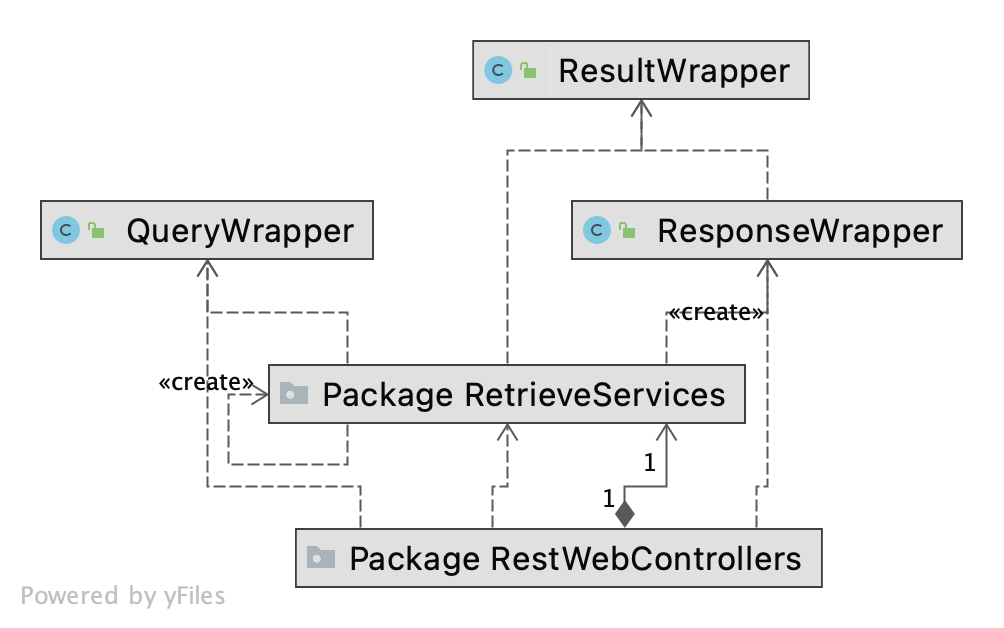 C ResultWrapper
C QueryWrapper
C ResponseWrapper
«create»
«create»
Package RetrieveServices
1
1
Package RestWebControllers
Powered by yFiles